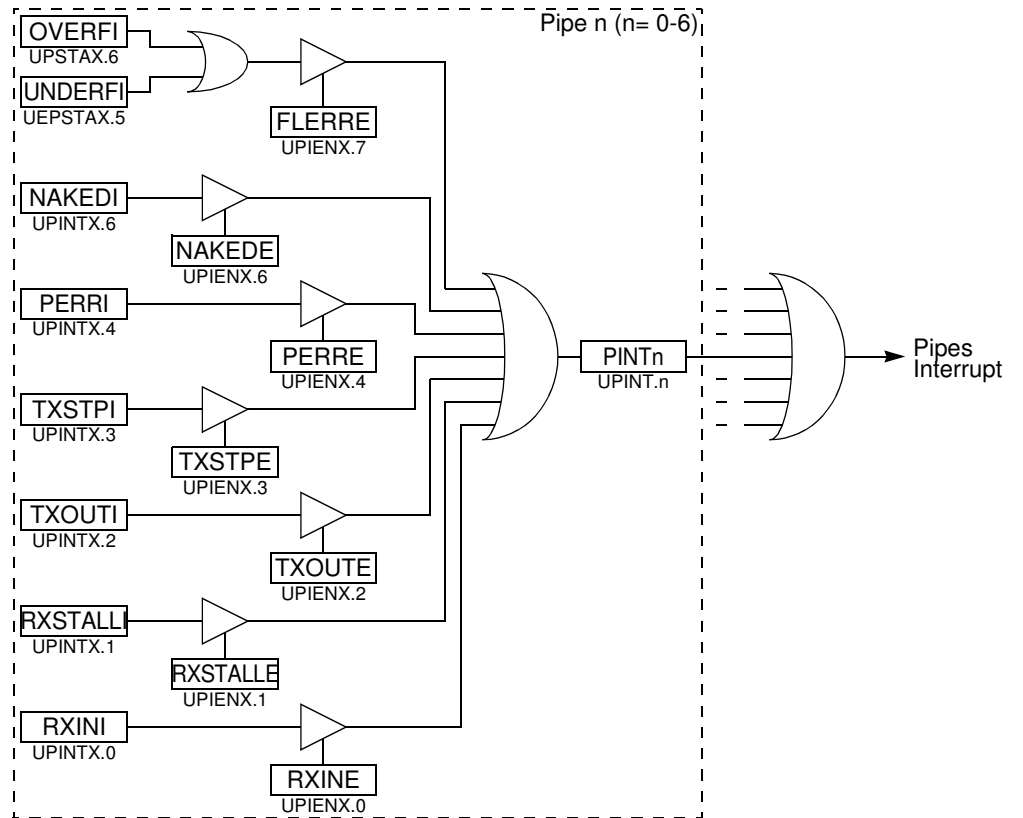 Pipe n (n= 0-6)
OVERFI
UPSTAX.6
UNDERFI
UEPSTAX.5
FLERRE
UPIENX.7
NAKEDI
UPINTX.6
NAKEDE
UPIENX.6
PERRI
UPINTX.4
PERRE
UPIENX.4
PINTn
UPINT.n
Pipes
Interrupt
TXSTPI
UPINTX.3
TXSTPE
UPIENX.3
TXOUTI
UPINTX.2
TXOUTE
UPIENX.2
RXSTALLI
UPINTX.1
RXSTALLE
UPIENX.1
RXINI
UPINTX.0
RXINE
UPIENX.0